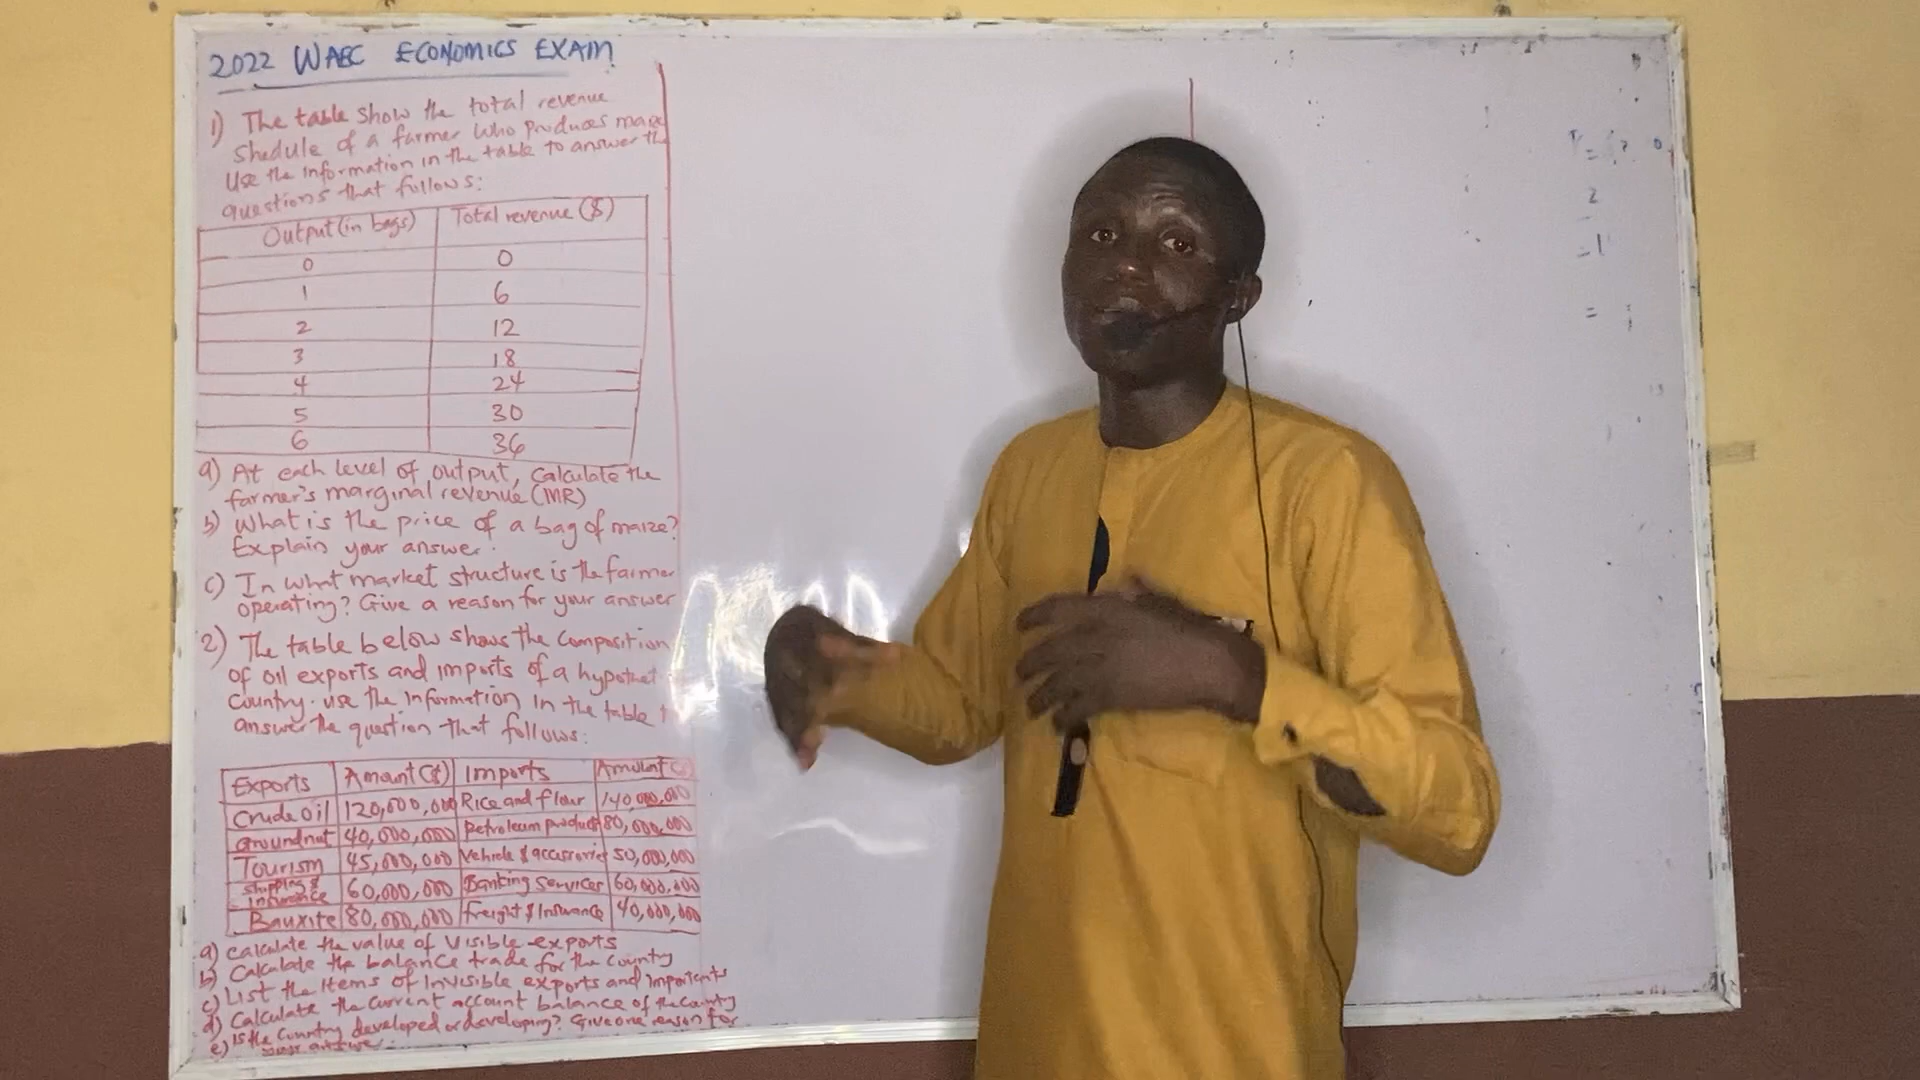 2022 WAEC ECONOMICS EXAM
1) The table show the total revenue
shedule of a farmer who produces maize
Use the information in the table to answer the
questions that follows:
Output (in bags) Total revenue ($)
0 0
1 6
2 12
3 18
4 24
5 30
6 36
a) At each level of output, calculate the
farmer's marginal revenue (MR)
b) What is the price of a bag of maize?
Explain your answer.
c) In what market structure is the farmer
operating? Give a reason for your answer
2) The table below shows the composition
of oil exports and imports of a hypothet
country. use the information in the table t
answer the question that follows:
Exports Amount ($) Imports Amount ($)
Crude oil 120,000,000 Rice and flour 140,000,000
Groundnut 40,000,000 Petroleum product 80,000,000
Tourism 45,000,000 Vehicle & accessories 50,000,000
Shipping & insurance 60,000,000 Banking services 60,000,000
Bauxite 80,000,000 freight & Insurance 40,000,000
a) calculate the value of visible exports
b) Calculate the balance trade for the country
c) List the items of invisible exports and
d) Calculate the current account balance of the country
e) Is the country developed or developing? Give one reason for
your answer.